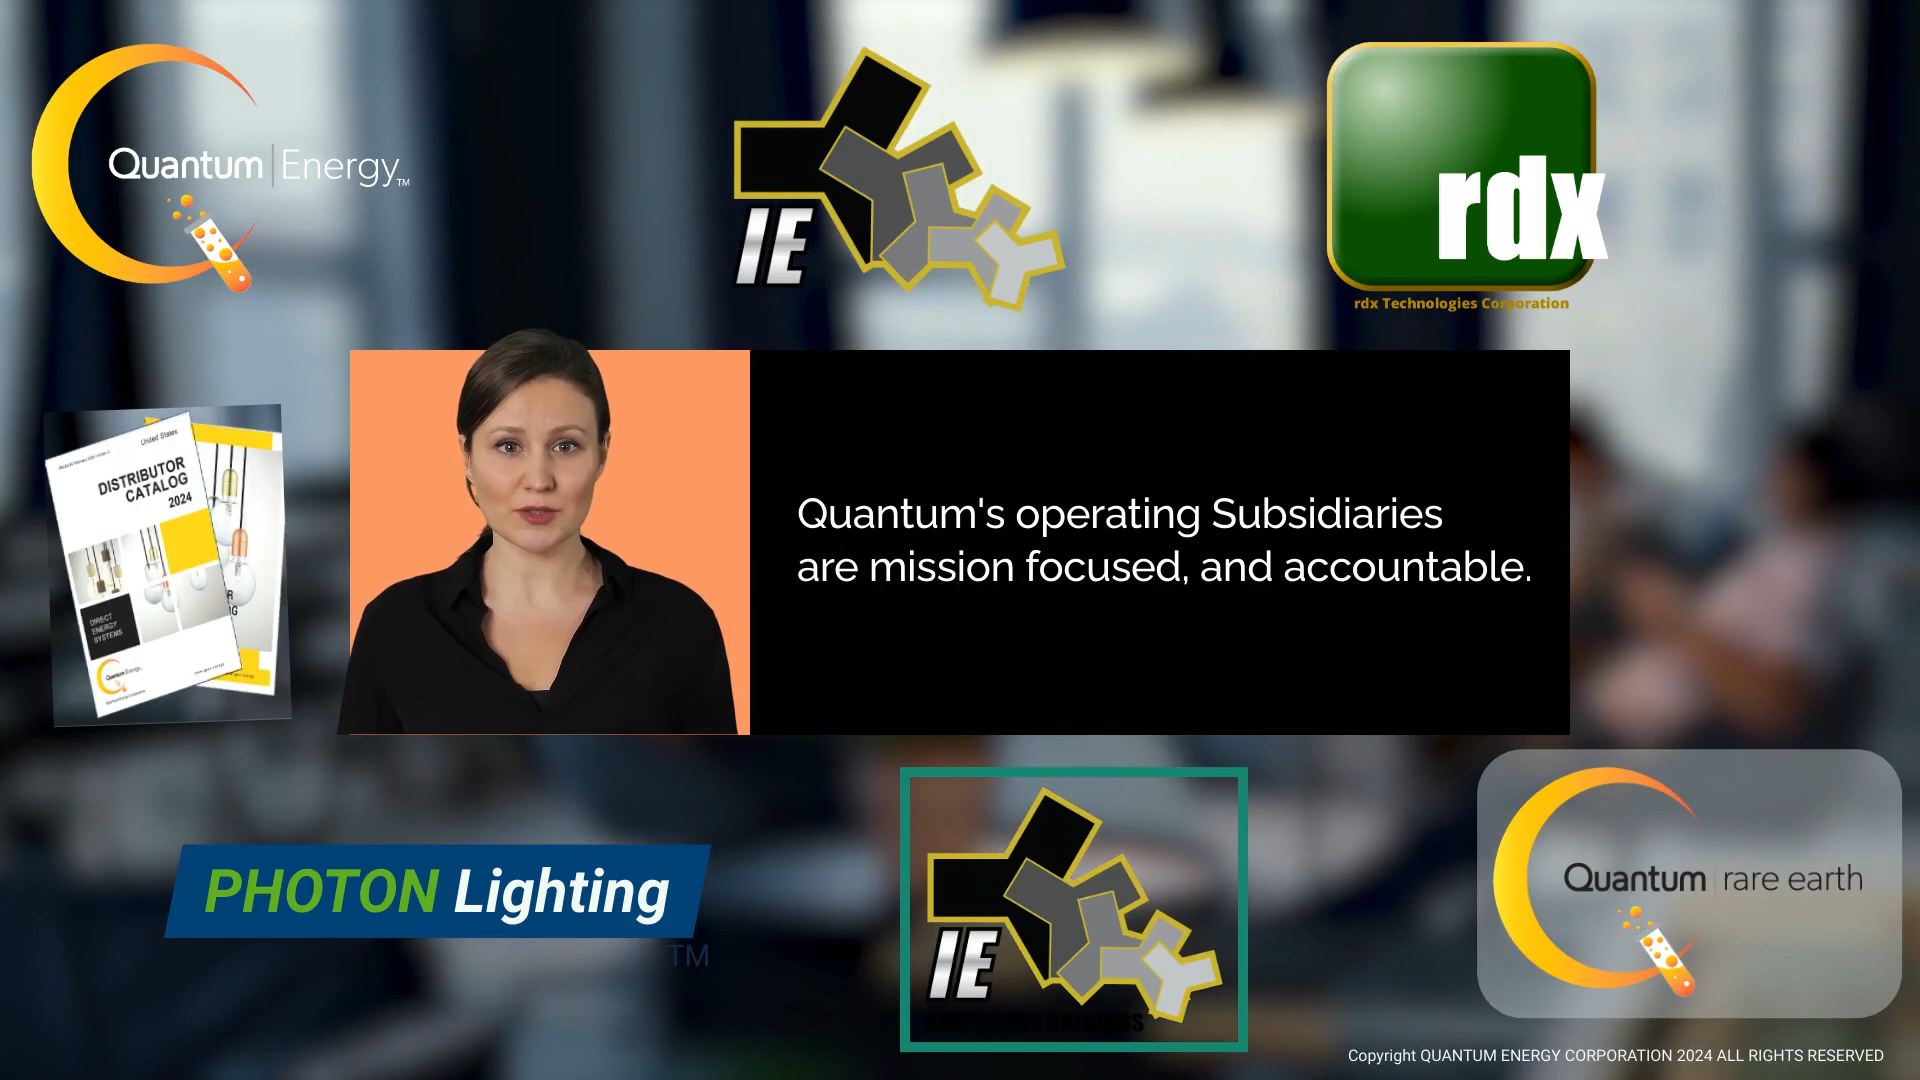 Quantum | Energy TM
IE
rdx
rdx Technologies Corporation
United States
DISTRIBUTOR
CATALOG
2024
DIRECT
ENERGY
SYSTEMS
Quantum Energy
Quantum's operating Subsidiaries
are mission focused, and accountable.
PHOTON Lighting
TM
IE
Quantum | rare earth
Copyright QUANTUM ENERGY CORPORATION 2024 ALL RIGHTS RESERVED